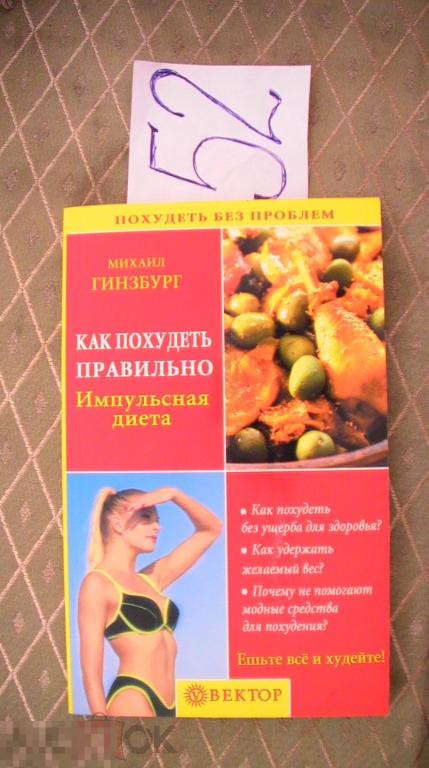 52
ПОХУДЕТЬ БЕЗ ПРОБЛЕМ
МИХАИЛ
ГИНЗБУРГ
КАК ПОХУДЕТЬ
ПРАВИЛЬНО
Импульсная
диета
• Как похудеть
без ущерба для здоровья?
• Как удержать
желаемый вес?
• Почему не помогают
модные средства
для похудения?
Ешьте всё и худейте!
ВЕКТОР